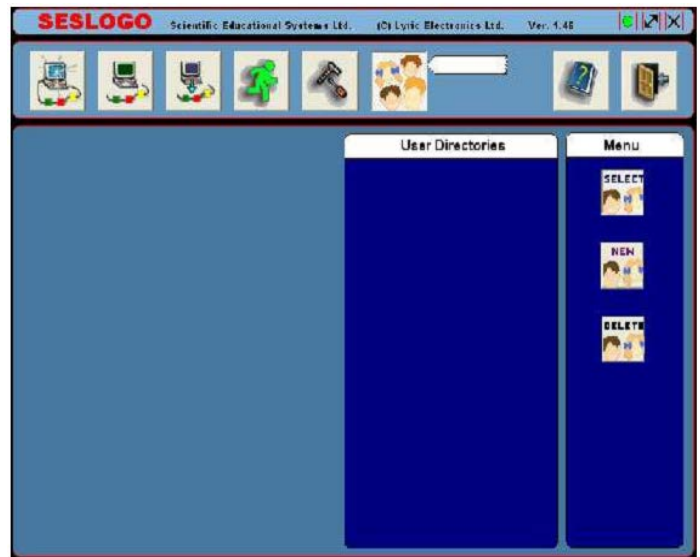 SESLOGO Scientific Educational Systems Ltd. (C) Lyric Electronics Ltd. Ver. 1.46
User Directories
Menu
SELECT
NEW
DELETE